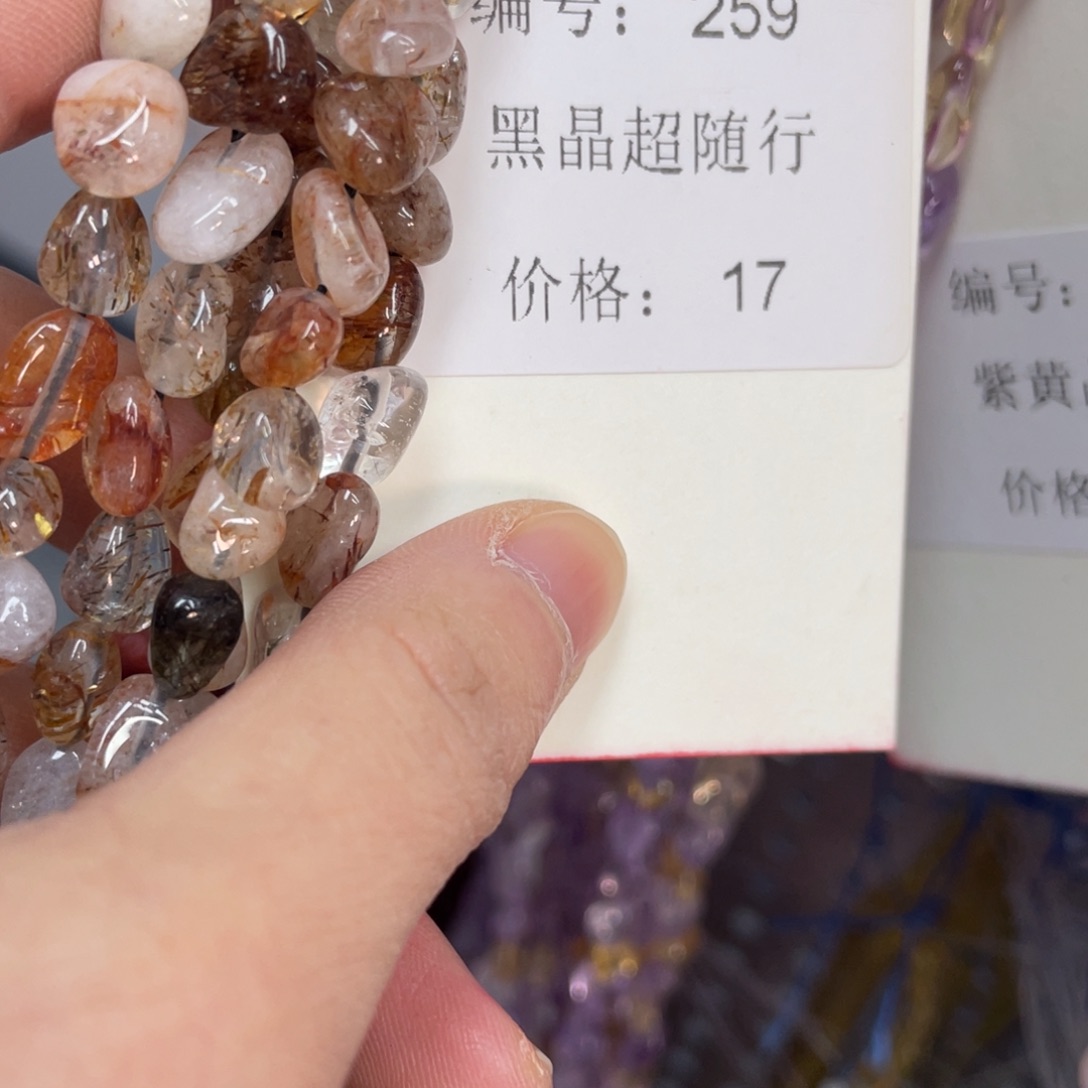 编号： 259
黑晶超随行
价格： 17
编号：
紫黄
价格